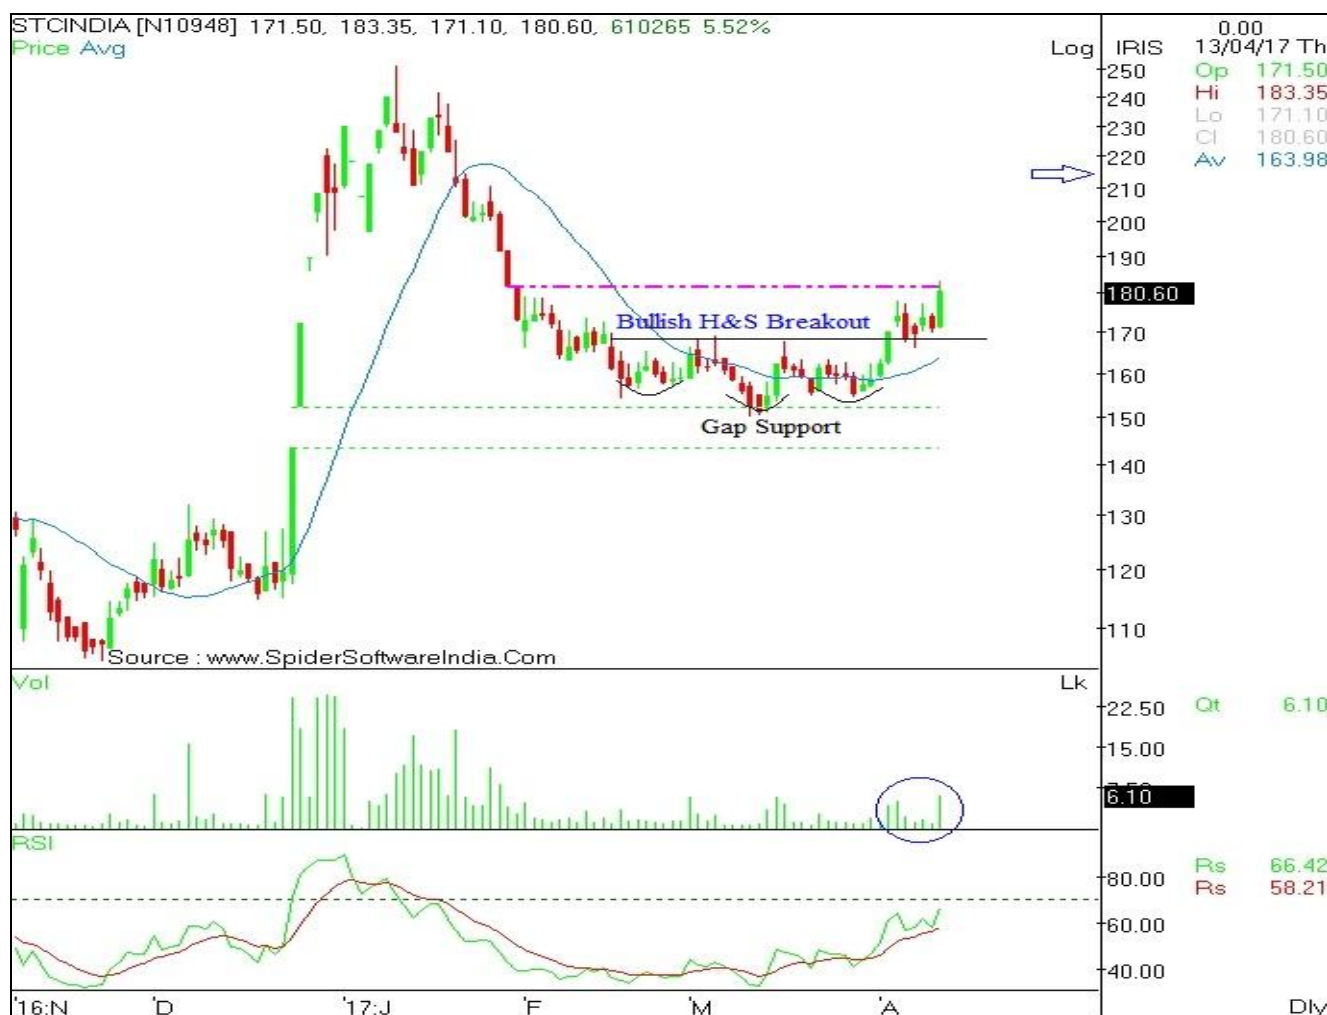 STCINDIA [N10948] 171.50, 183.35, 171.10, 180.60, 610265 5.52%
Price Avg
Log
IRIS
0.00
13/04/17 Th
Op 171.50
Hi 183.35
Lo 171.10
Cl 180.60
Av 163.98
250
240
230
220
210
200
190
180.60
170
160
150
140
130
120
110
Bullish H&S Breakout
Gap Support
Source : www.SpiderSoftwareIndia.Com
Vol
Lk
22.50
15.00
6.10
Qt 6.10
RSI
80.00
60.00
40.00
Rs 66.42
Rs 58.21
'16:N 'D '17:J 'F 'M 'A Dly